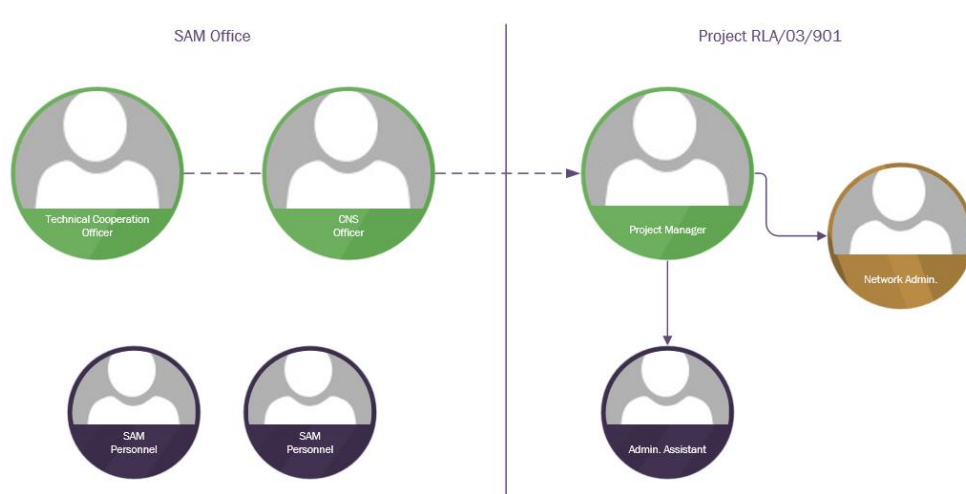 SAM Office
Project RLA/03/901
Technical Cooperation
Officer
CNS
Officer
Project Manager
Network Admin.
SAM
Personnel
SAM
Personnel
Admin. Assistant